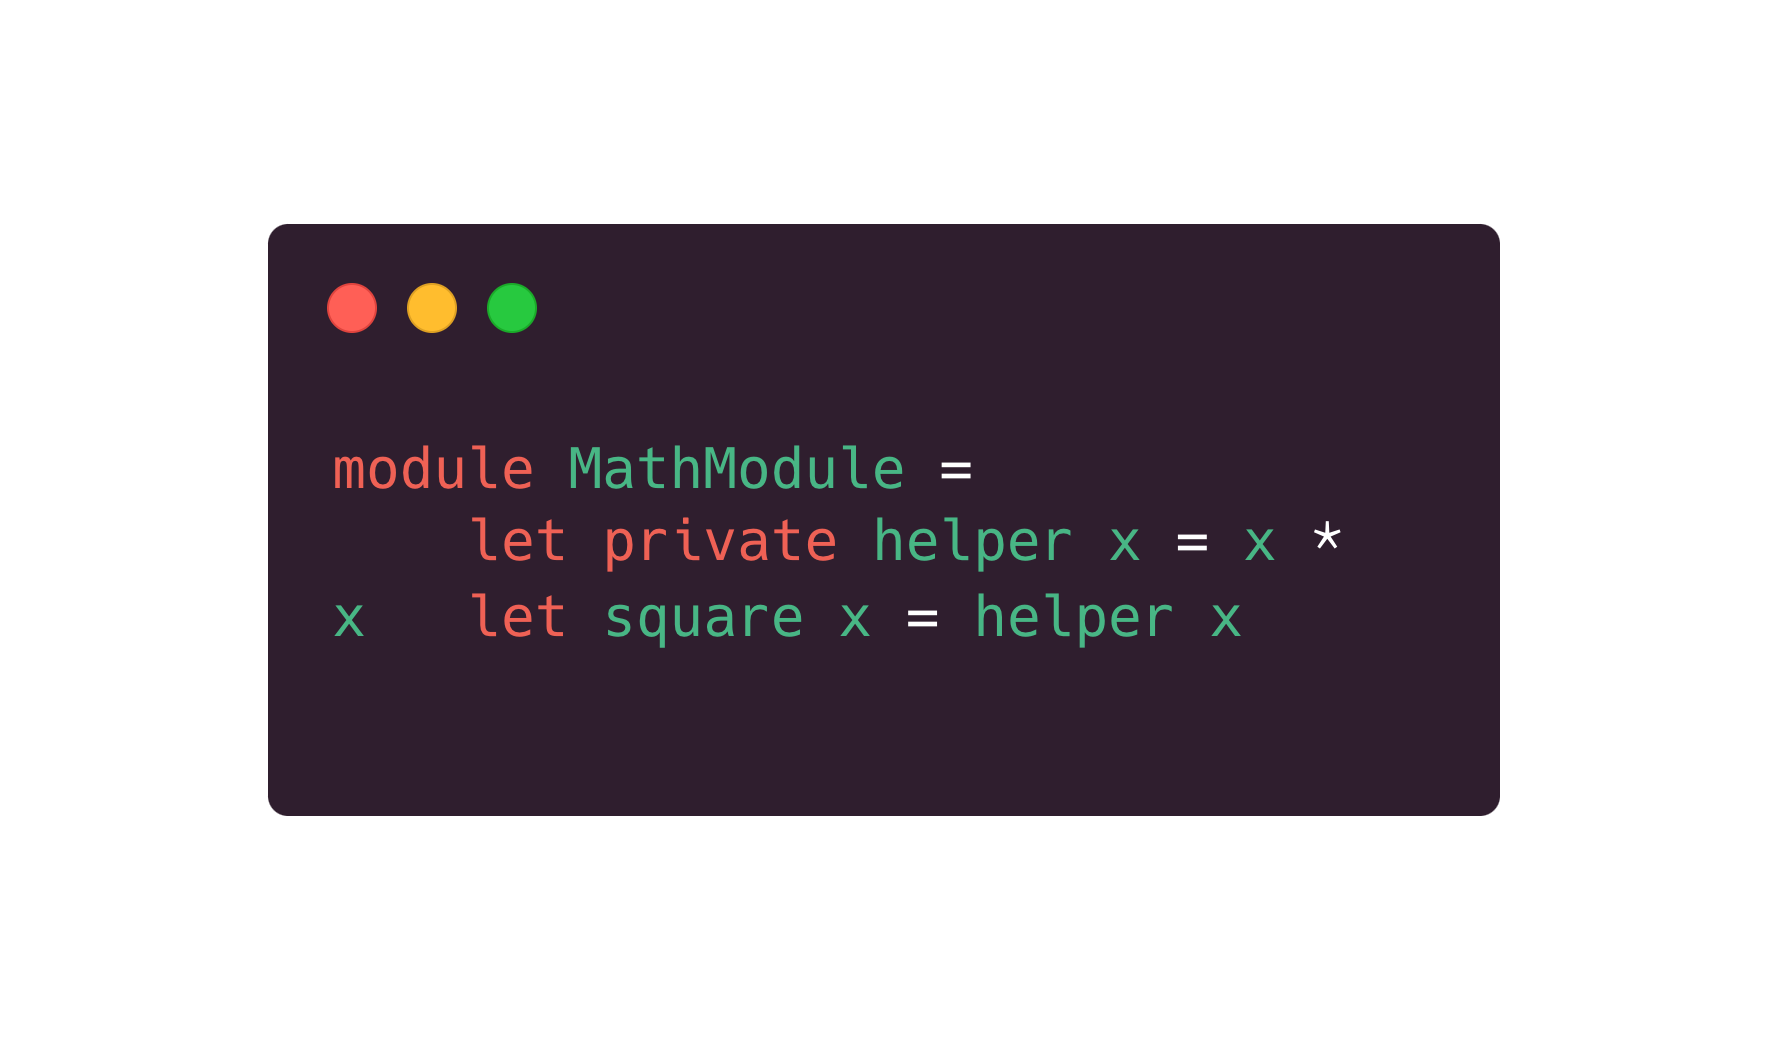 module MathModule =
    let private helper x = x *
x   let square x = helper x